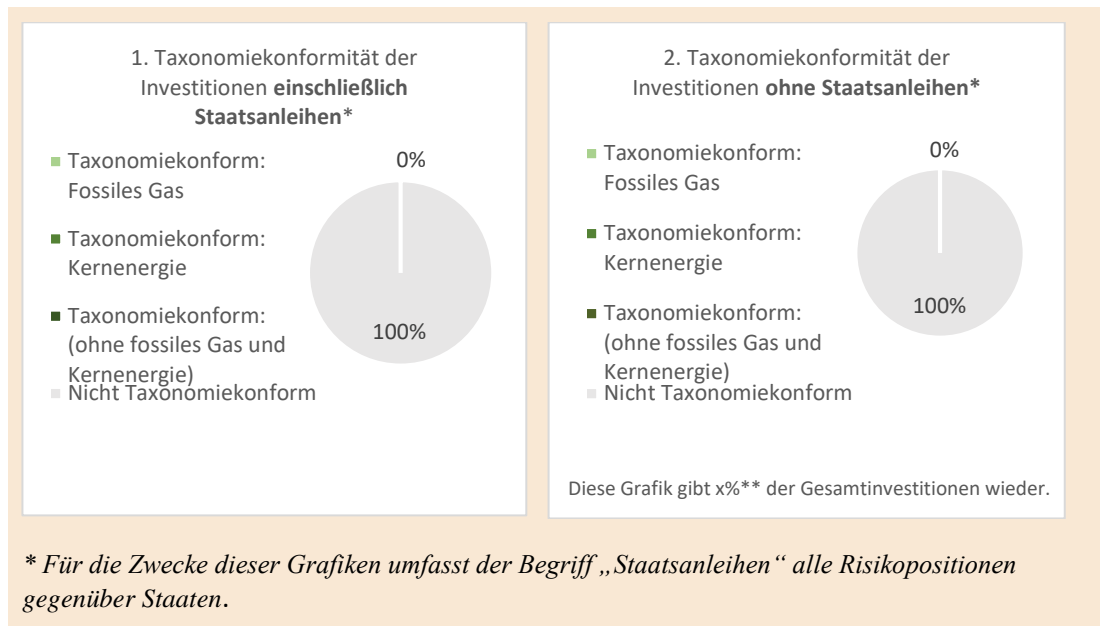 1. Taxonomiekonformität der
Investitionen einschließlich
Staatsanleihen*
Taxonomiekonform:
Fossiles Gas
Taxonomiekonform:
Kernenergie
Taxonomiekonform:
(ohne fossiles Gas und
Kernenergie)
Nicht Taxonomiekonform
0%
100%
2. Taxonomiekonformität der
Investitionen ohne Staatsanleihen*
Taxonomiekonform:
Fossiles Gas
Taxonomiekonform:
Kernenergie
Taxonomiekonform:
(ohne fossiles Gas und
Kernenergie)
Nicht Taxonomiekonform
0%
100%
Diese Grafik gibt x%** der Gesamtinvestitionen wieder.
* Für die Zwecke dieser Grafiken umfasst der Begriff „Staatsanleihen“ alle Risikopositionen
gegenüber Staaten.